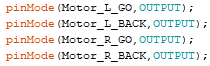 pinMode(Motor_L_GO,OUTPUT);
pinMode(Motor_L_BACK,OUTPUT);
pinMode(Motor_R_GO,OUTPUT);
pinMode(Motor_R_BACK,OUTPUT);